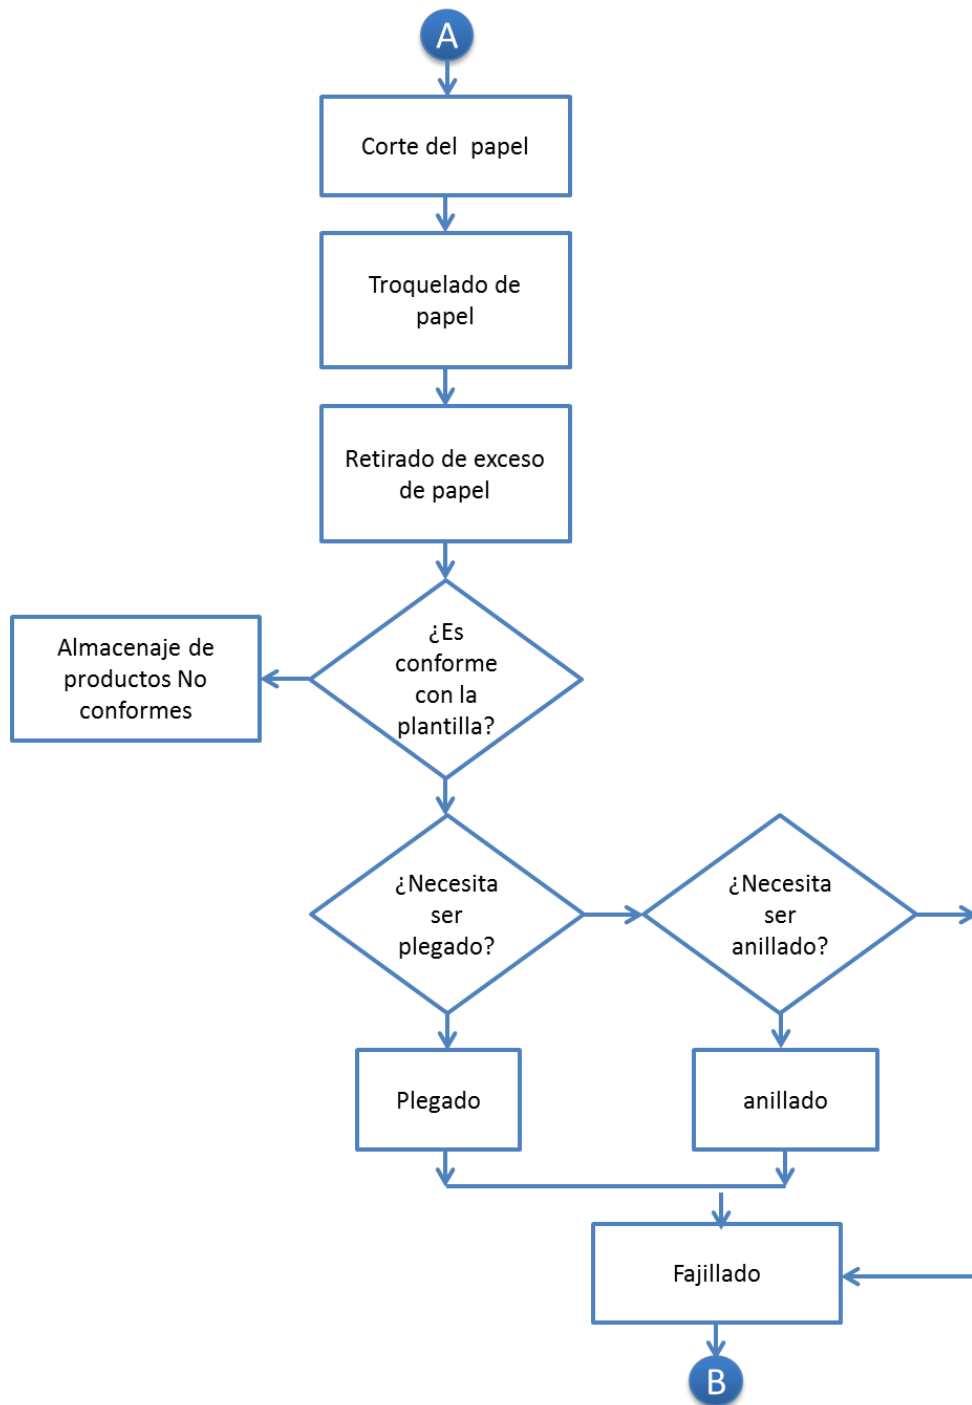 A
Corte del papel
Troquelado de
papel
Retirado de exceso
de papel
¿Es
conforme
con la
plantilla?
Almacenaje de
productos No
conformes
¿Necesita
ser
plegado?
¿Necesita
ser
anillado?
Plegado
anillado
Fajillado
B